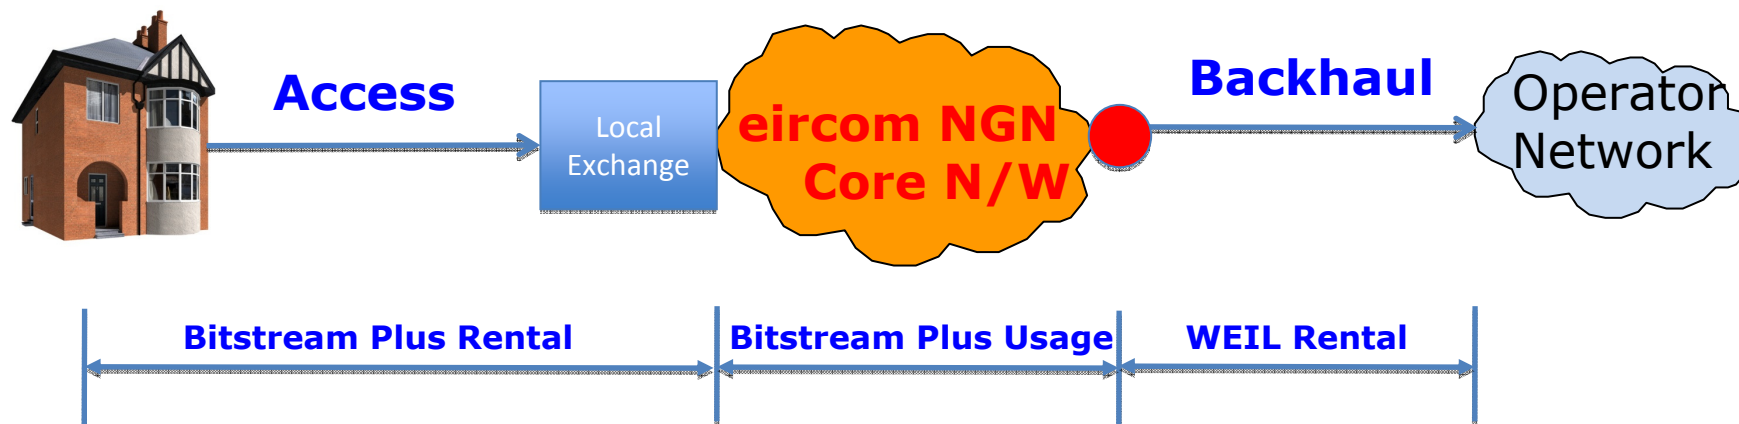 Access
Local
Exchange
eircom NGN
Core N/W
Backhaul
Operator
Network
Bitstream Plus Rental
Bitstream Plus Usage
WEIL Rental